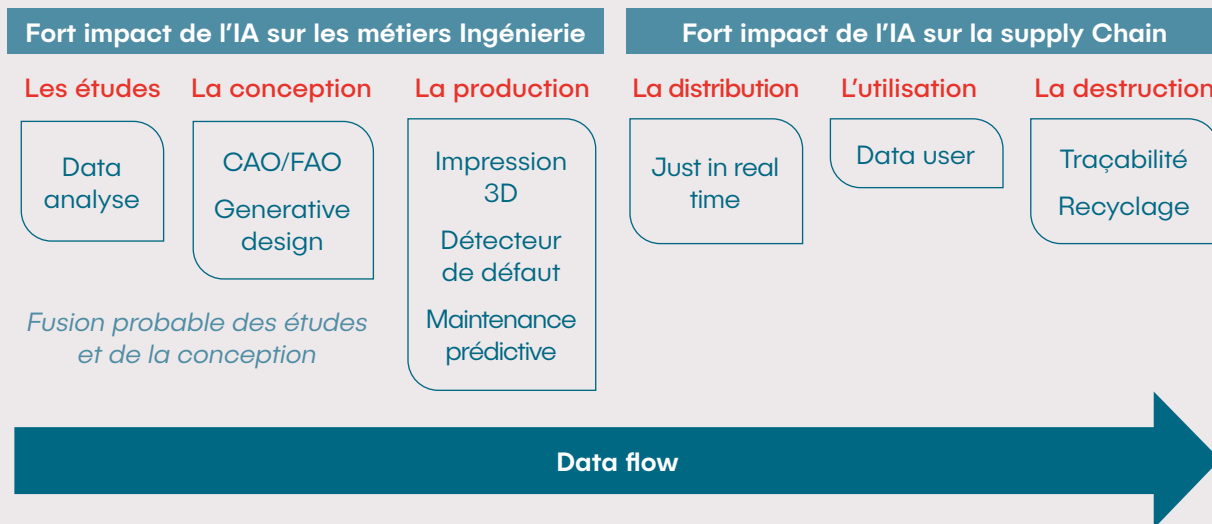 Fort impact de l'IA sur les métiers Ingénierie
Fort impact de l'IA sur la supply Chain
Les études
La conception
La production
La distribution
L'utilisation
La destruction
Data
analyse
CAO/FAO
Generative
design
Impression
3D
Détecteur
de défaut
Maintenance
prédictive
Just in real
time
Data user
Traçabilité
Recyclage
Fusion probable des études
et de la conception
Data flow